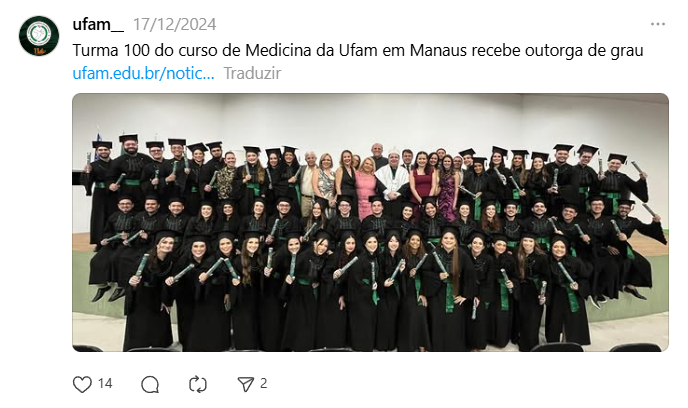 ufam__ 17/12/2024
Turma 100 do curso de Medicina da Ufam em Manaus recebe outorga de grau
ufam.edu.br/notic... Traduzir
14 2